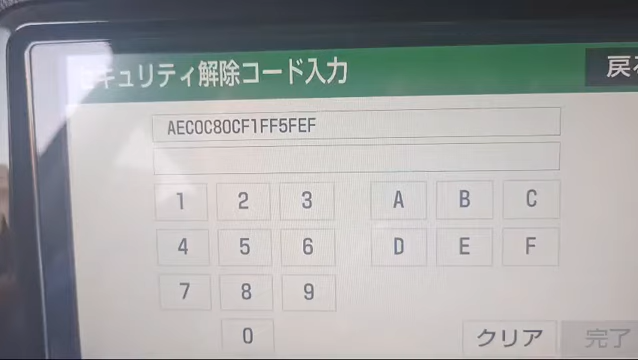 セキュリティ解除コード入力
戻
AEC0C80CF1FF5FEF
1 2 3 A B C
4 5 6 D E F
7 8 9
0 クリア 完了